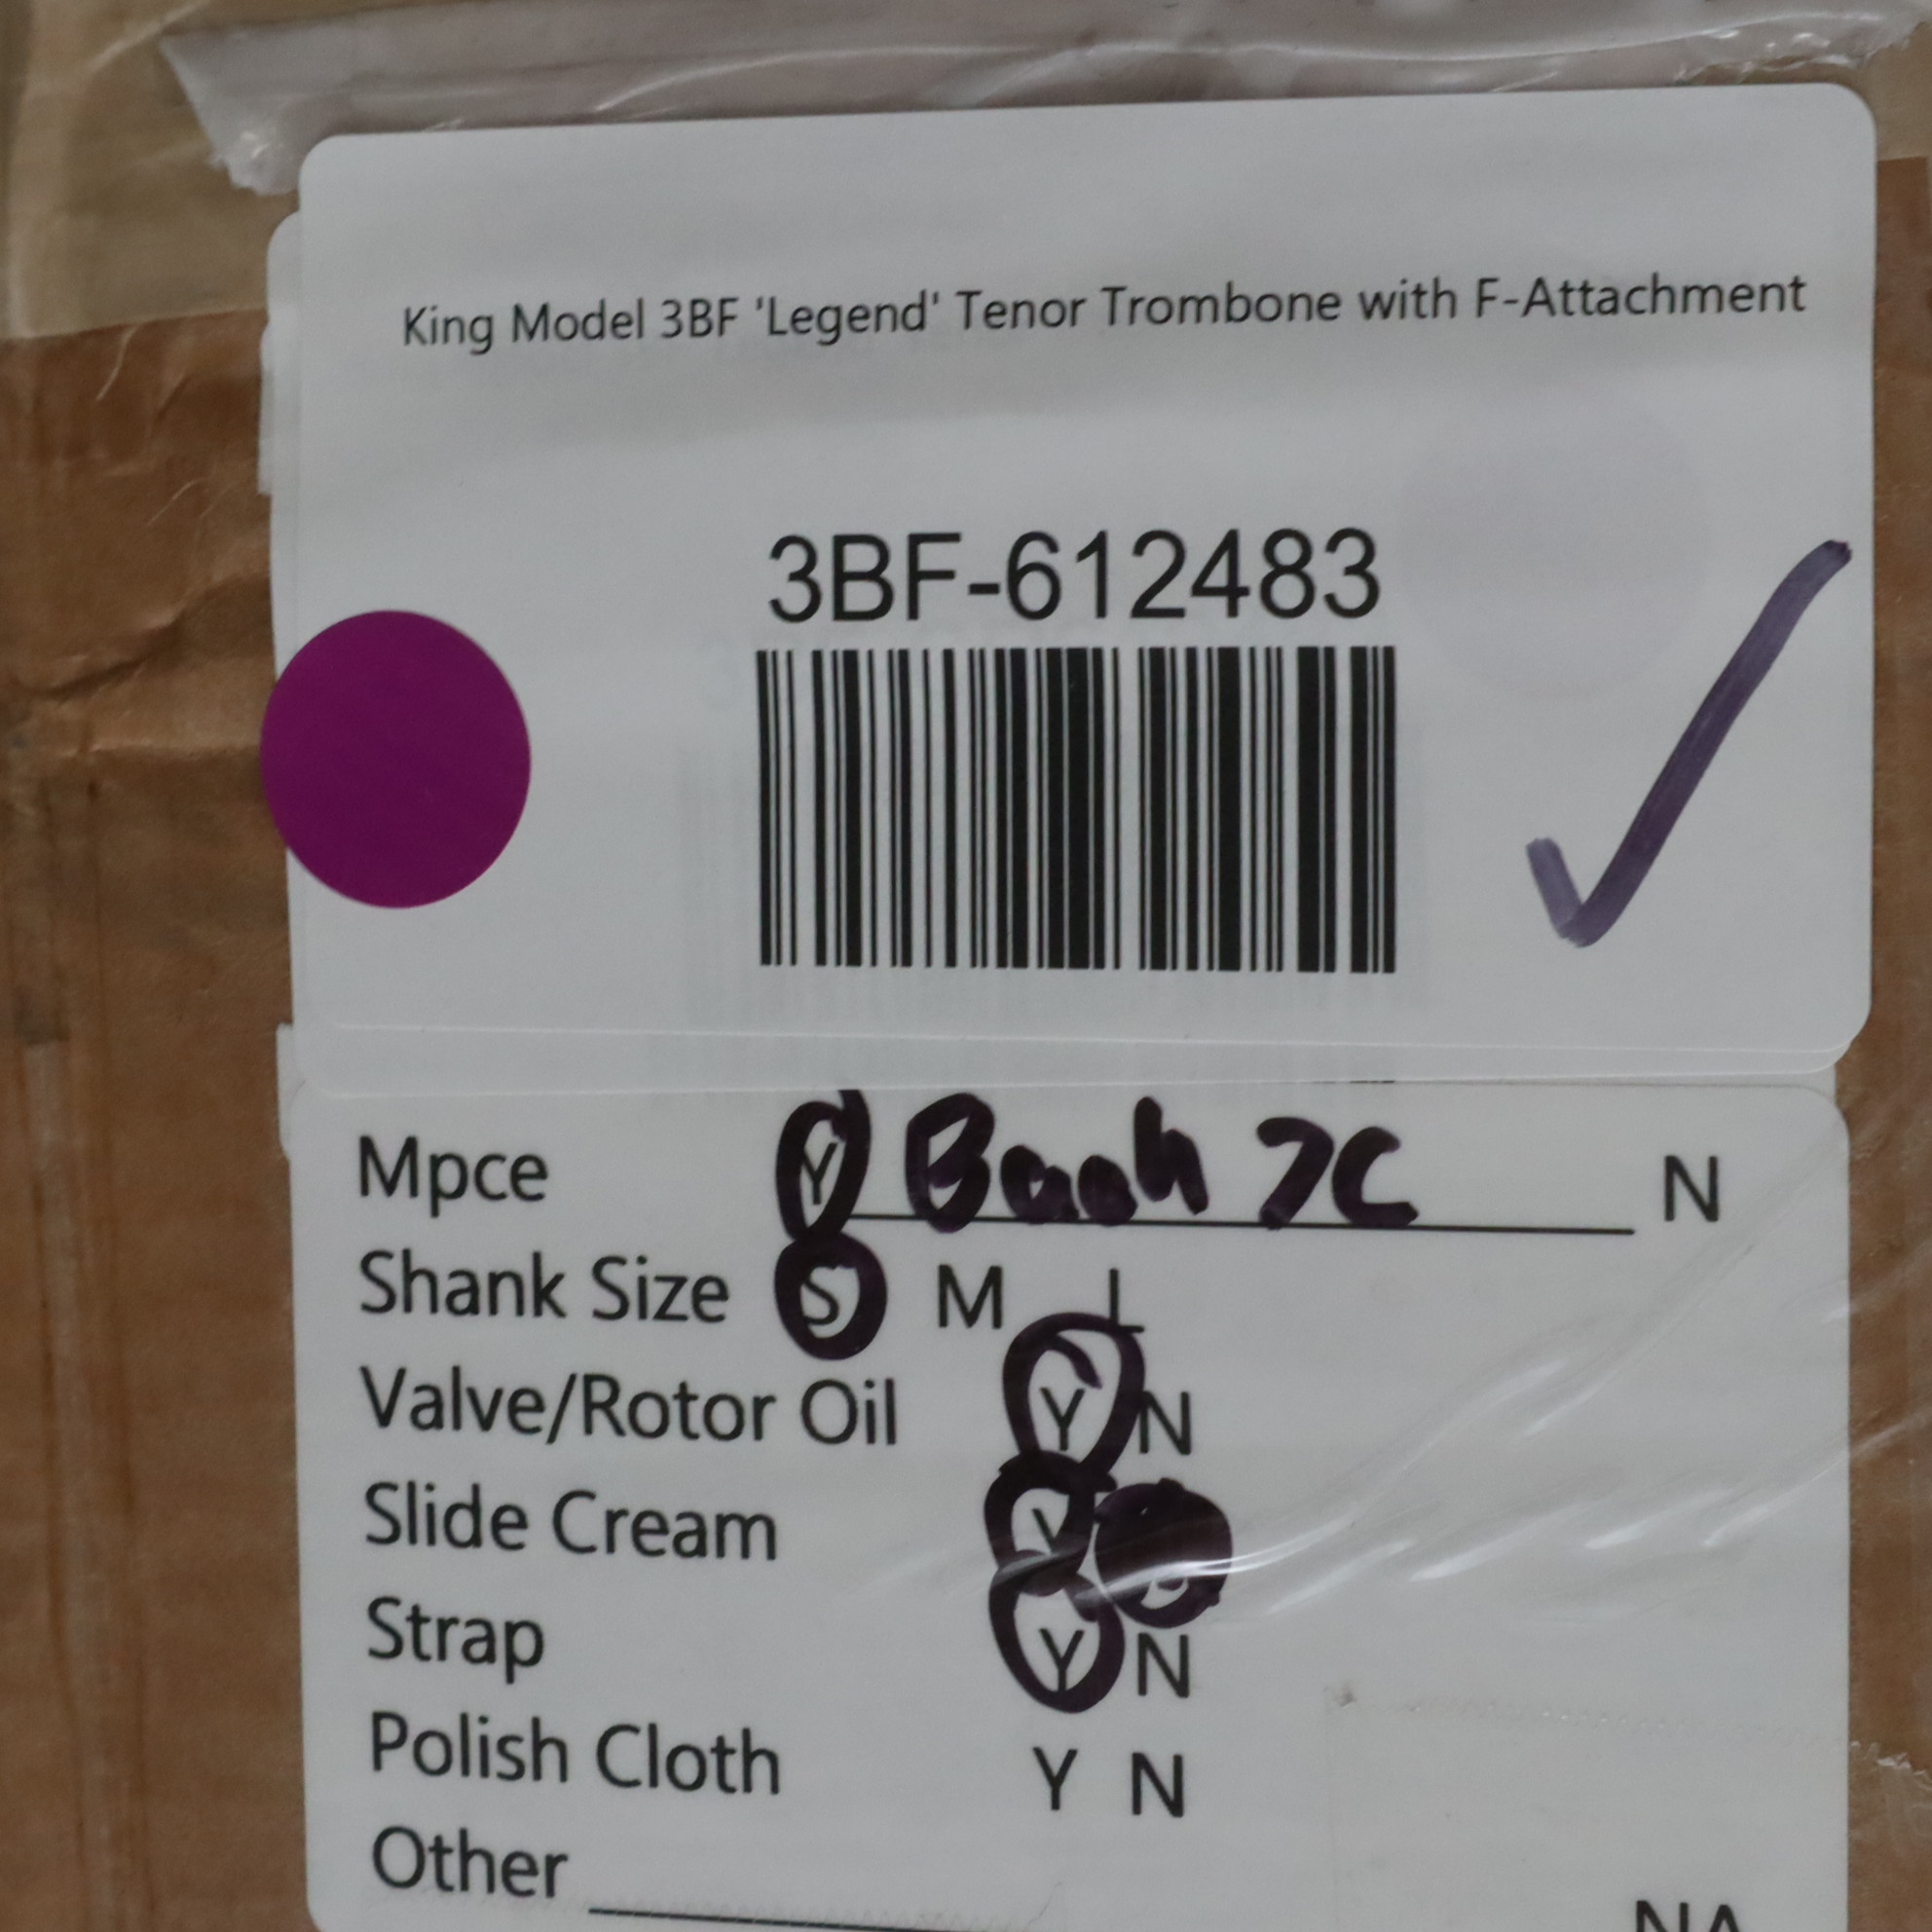 King Model 3BF 'Legend' Tenor Trombone with F-Attachment
3BF-612483
Mpce Y Bach 7C N
Shank Size S M L
Valve/Rotor Oil Y N
Slide Cream Y
Strap Y N
Polish Cloth Y N
Other
NA